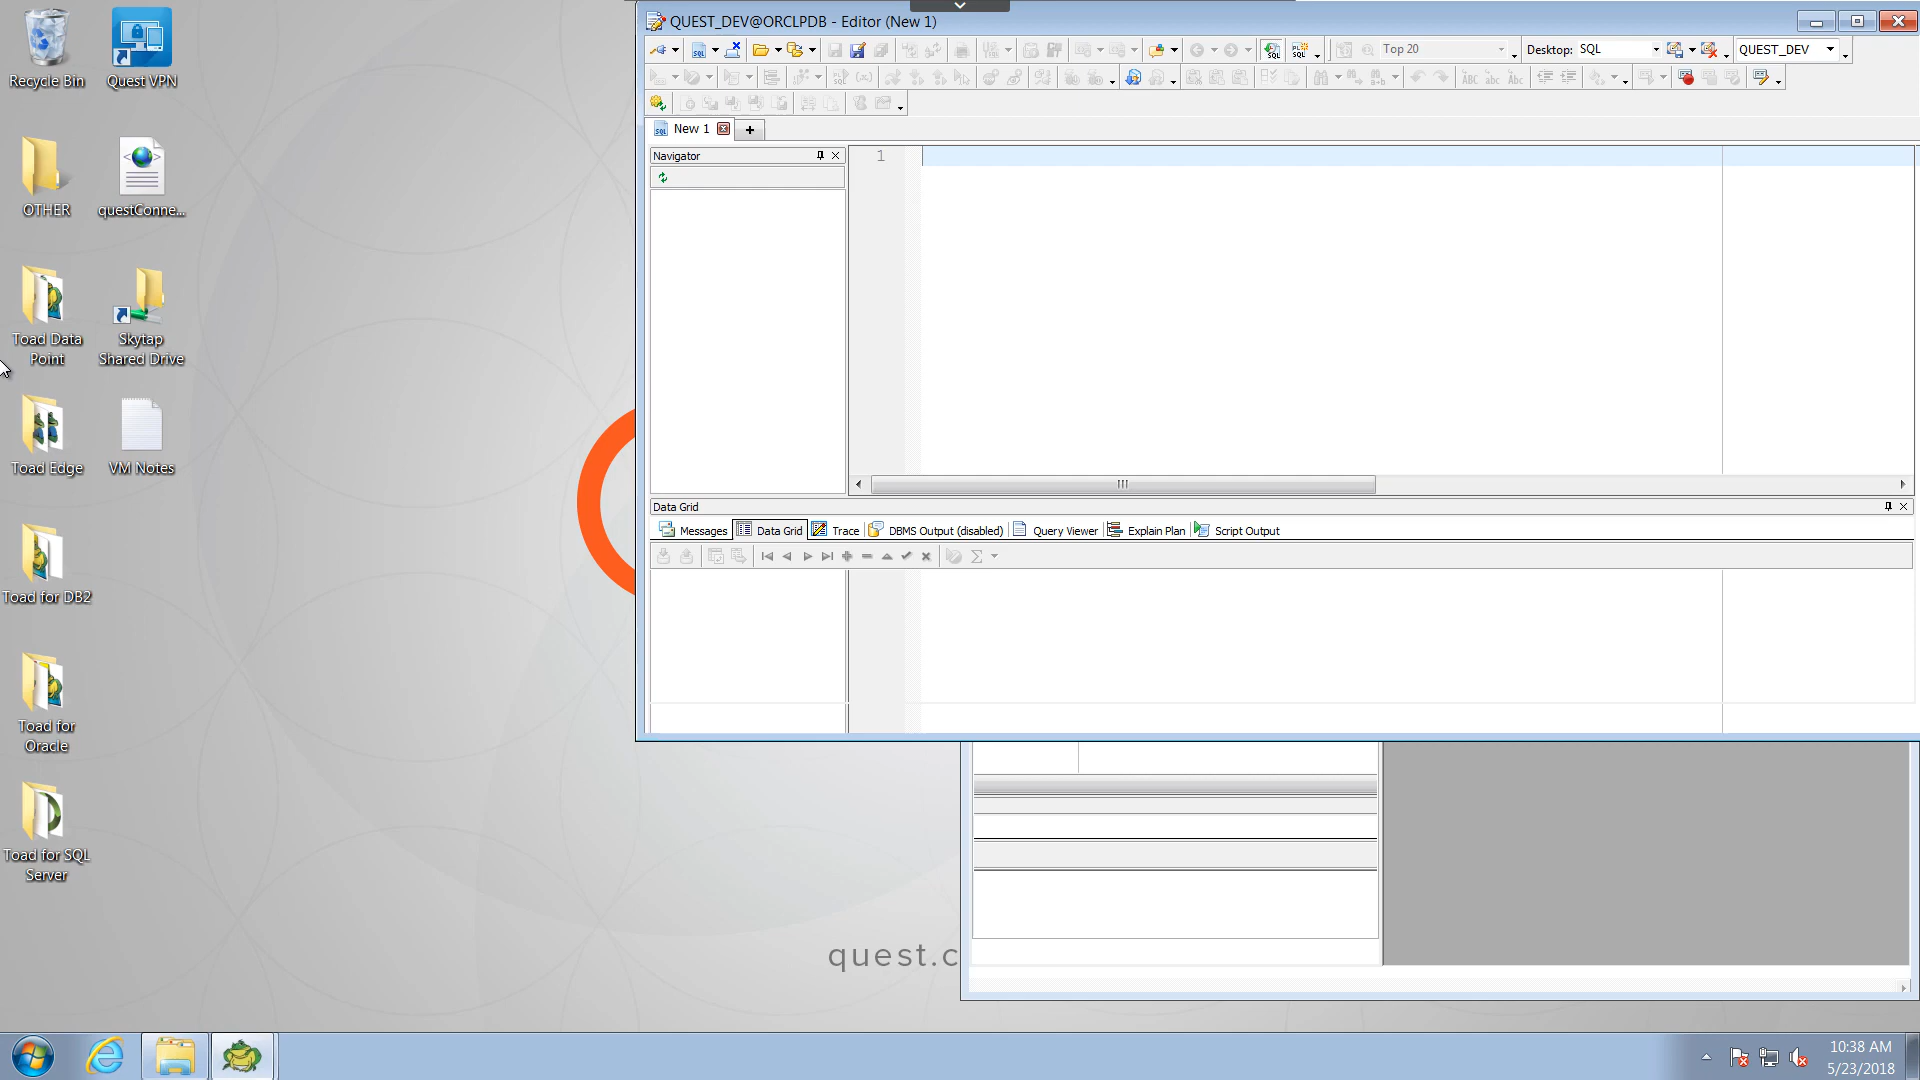 Recycle Bin
Quest VPN
OTHER
questConne...
Toad Data
Point
Skytap
Shared Drive
Toad Edge
VM Notes
Toad for DB2
Toad for
Oracle
Toad for SQL
Server
quest.c
QUEST_DEV@ORCLPDB - Editor (New 1)
Top 20
Desktop: SQL
QUEST_DEV
New 1
Navigator
1
Data Grid
Messages
Data Grid
Trace
DBMS Output (disabled)
Query Viewer
Explain Plan
Script Output
10:38 AM
5/23/2018